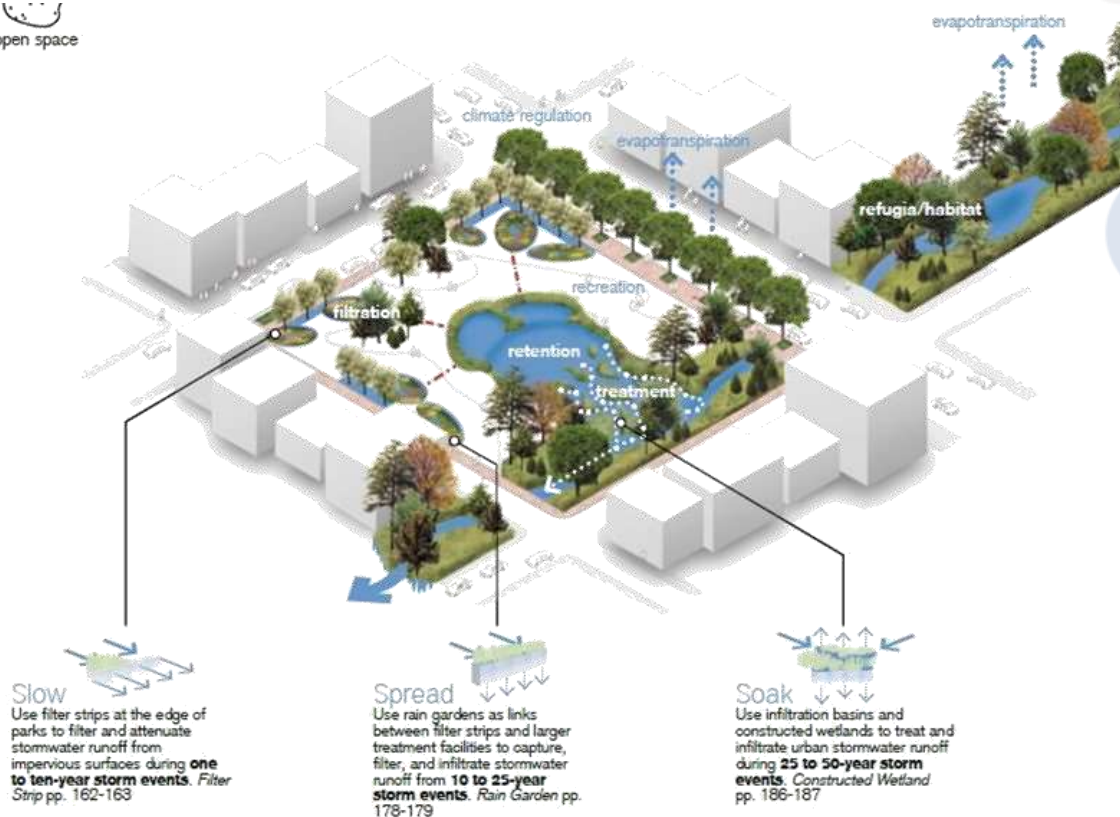 open space
evapotranspiration
climate regulation
evapotranspiration
refugia/habitat
recreation
filtration
retention
treatment
Slow
Use filter strips at the edge of
parks to filter and attenuate
stormwater runoff from
impervious surfaces during one
to ten-year storm events. Filter
Strip pp. 162-163
Spread
Use rain gardens as links
between filter strips and larger
treatment facilities to capture,
filter, and infiltrate stormwater
runoff from 10 to 25-year
storm events. Rain Garden pp.
178-179
Soak
Use infiltration basins and
constructed wetlands to treat and
infiltrate urban stormwater runoff
during 25 to 50-year storm
events. Constructed Wetland
pp. 186-187